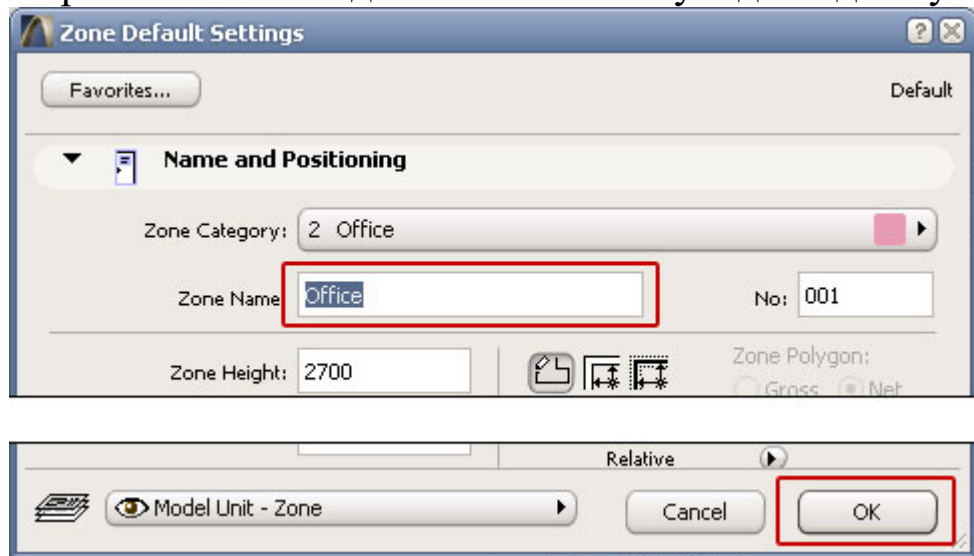 Zone Default Settings
Favorites... Default
Name and Positioning
Zone Category: 2 Office
Zone Name Office No: 001
Zone Height: 2700 Zone Polygon:
Gross Net
Relative
Model Unit - Zone Cancel OK